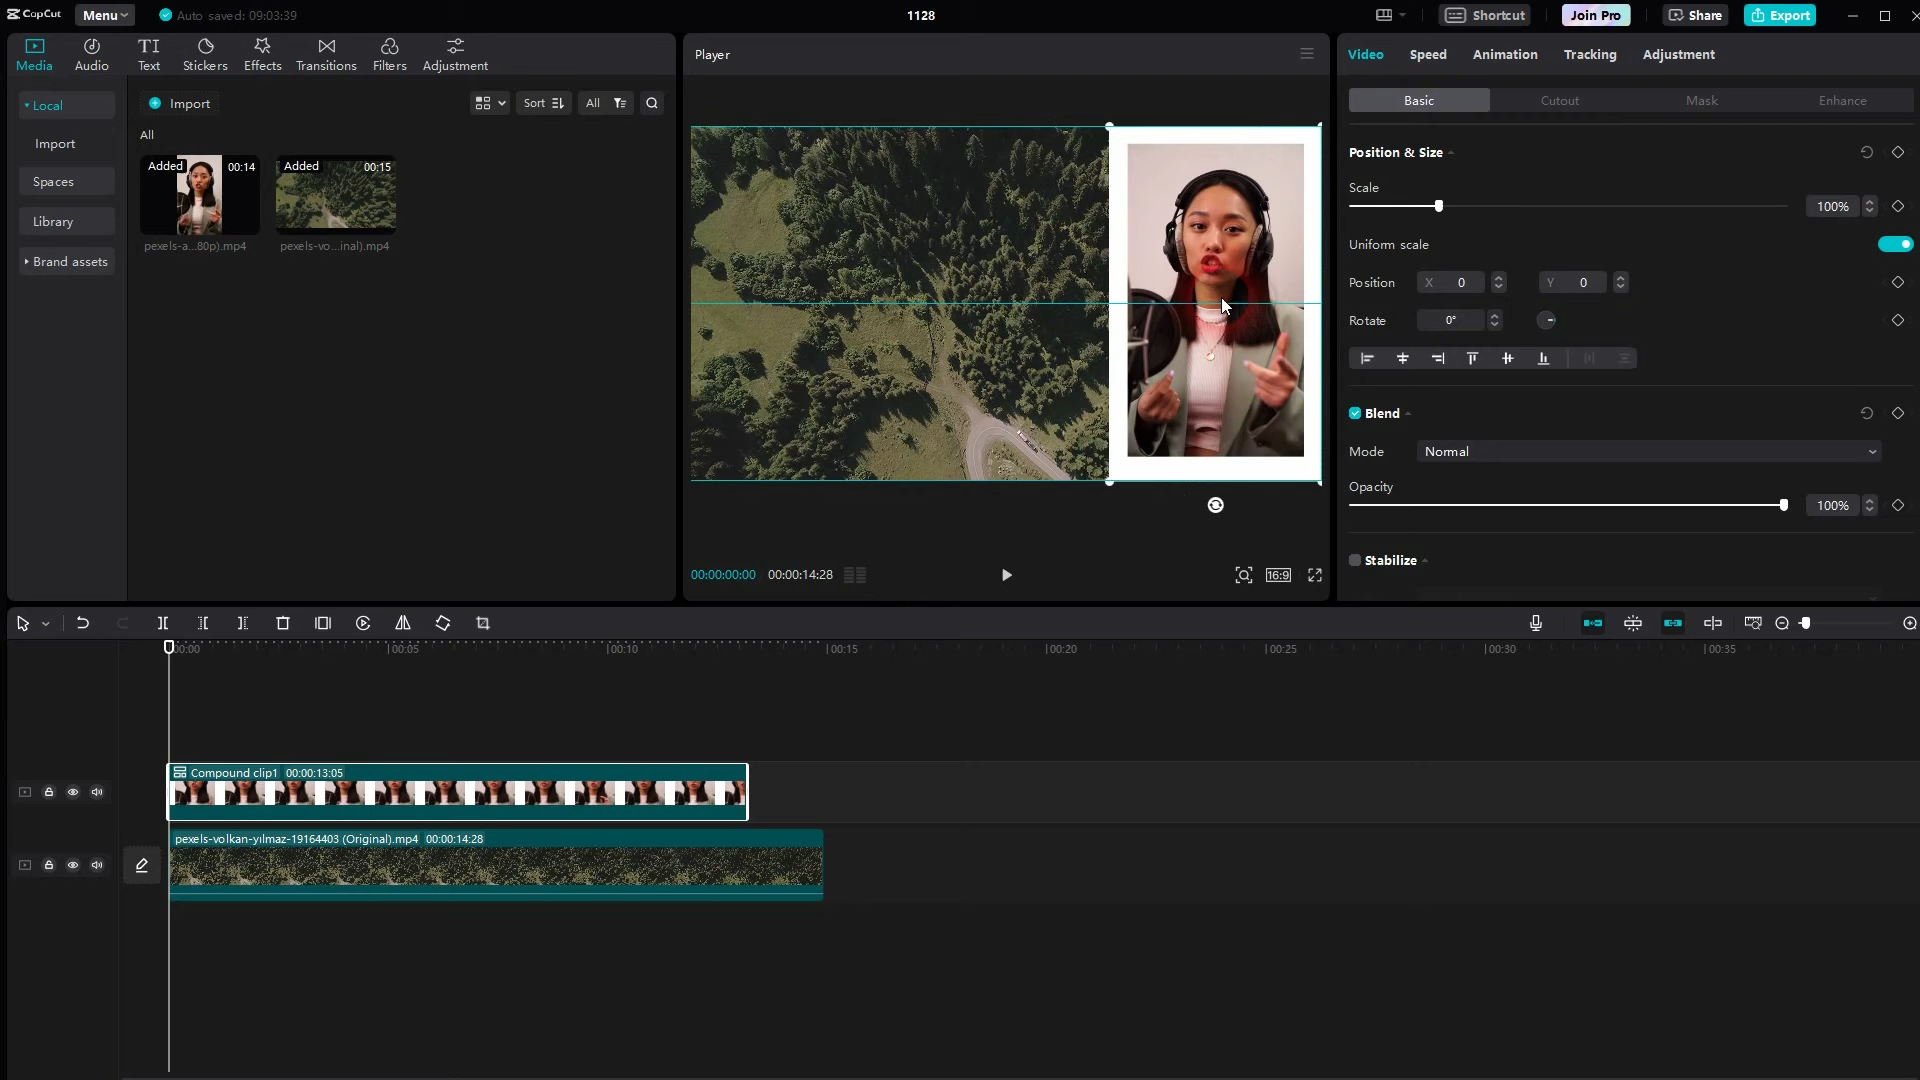 CapCut
Menu
Auto saved: 09:03:39
1128
Shortcut
Join Pro
Share
Export
Media
Audio
Text
Stickers
Effects
Transitions
Filters
Adjustment
Player
Video
Speed
Animation
Tracking
Adjustment
Local
Import
Sort
All
Basic
Cutout
Mask
Enhance
All
Import
Spaces
Library
Brand assets
Added
00:14
Added
00:15
pexels-a...80p).mp4
pexels-vo...inal).mp4
Position & Size
Scale
100%
Uniform scale
Position
X 0
Y 0
Rotate
0°
Blend
Mode
Normal
Opacity
100%
Stabilize
00:00:00:00
00:00:14:28
16:9
00:00
00:05
00:10
00:15
00:20
00:25
00:30
00:35
Compound clip1 00:00:13:05
pexels-volkan-yılmaz-19164403 (Original).mp4 00:00:14:28